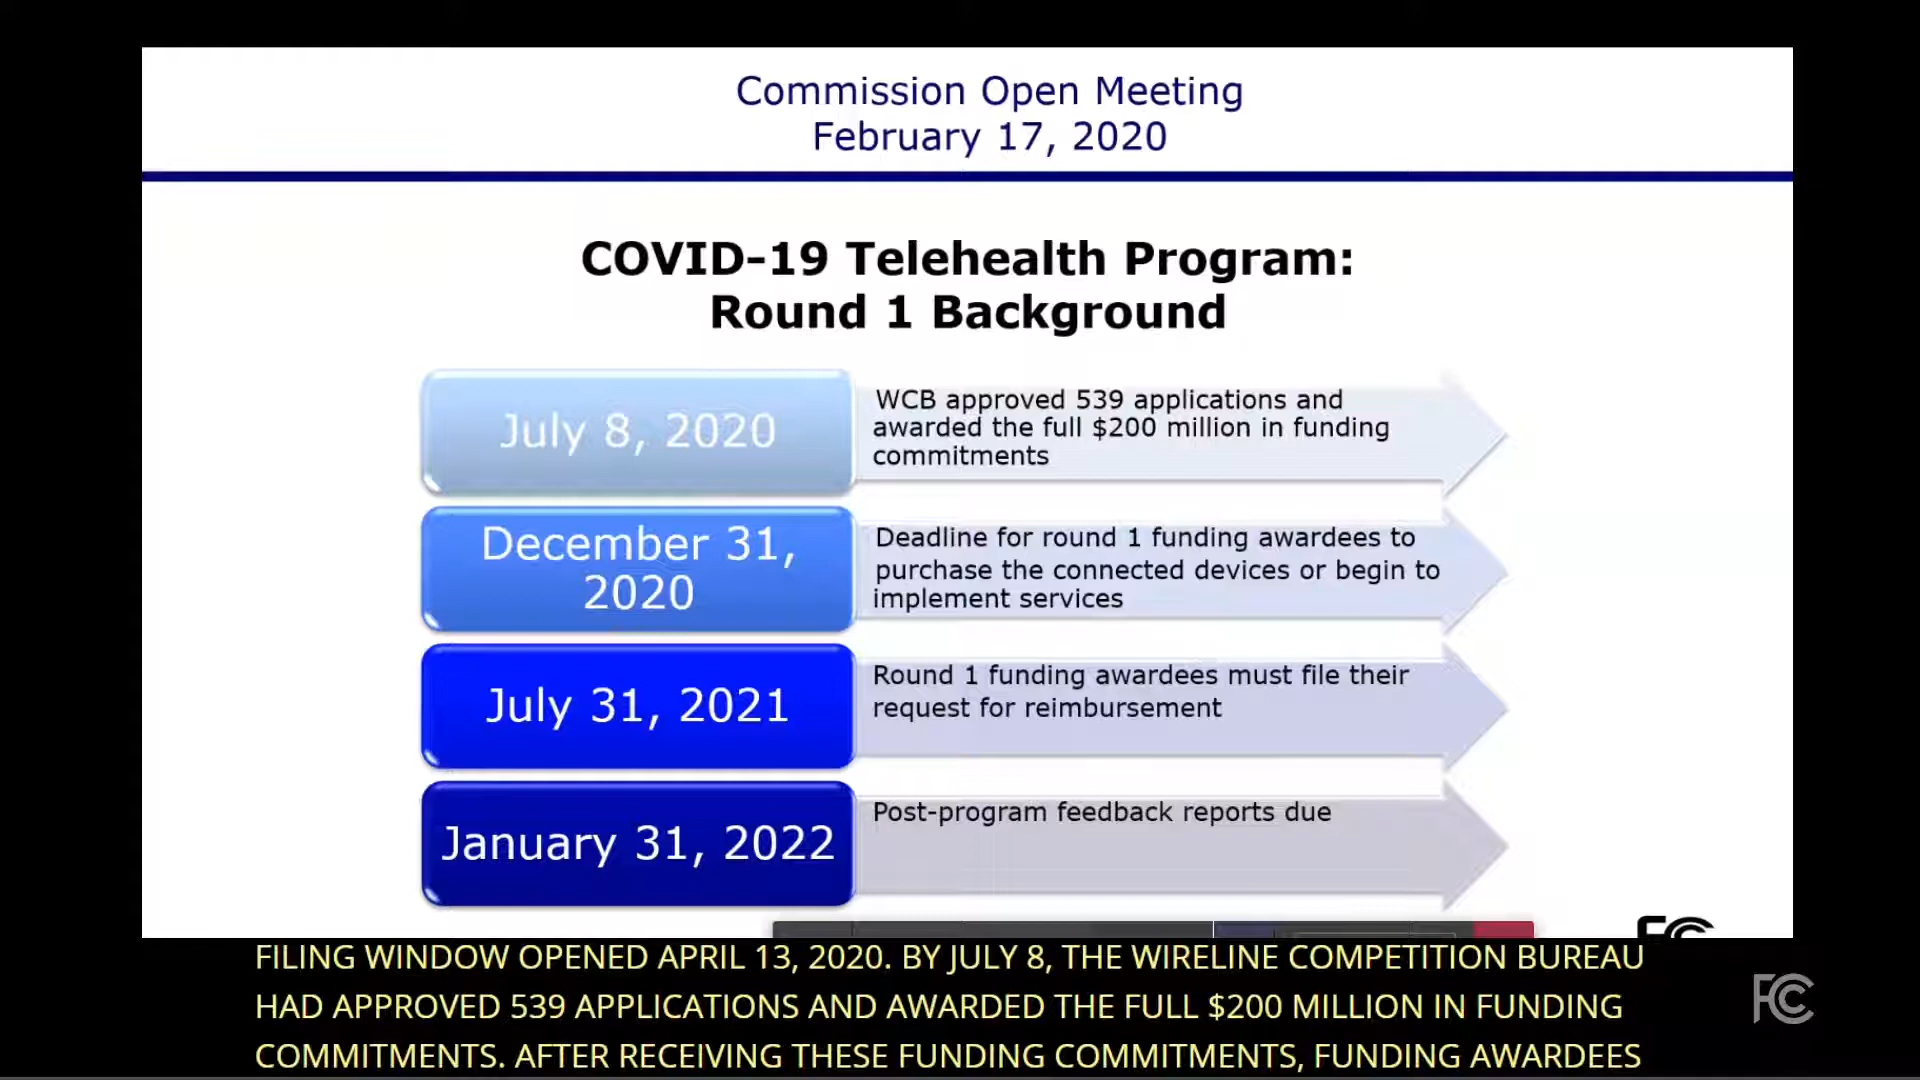 Commission Open Meeting
February 17, 2020
COVID-19 Telehealth Program:
Round 1 Background
July 8, 2020
WCB approved 539 applications and
awarded the full $200 million in funding
commitments
December 31,
2020
Deadline for round 1 funding awardees to
purchase the connected devices or begin to
implement services
July 31, 2021
Round 1 funding awardees must file their
request for reimbursement
January 31, 2022
Post-program feedback reports due
FCC
FILING WINDOW OPENED APRIL 13, 2020. BY JULY 8, THE WIRELINE COMPETITION BUREAU
HAD APPROVED 539 APPLICATIONS AND AWARDED THE FULL $200 MILLION IN FUNDING
COMMITMENTS. AFTER RECEIVING THESE FUNDING COMMITMENTS, FUNDING AWARDEES
FCC